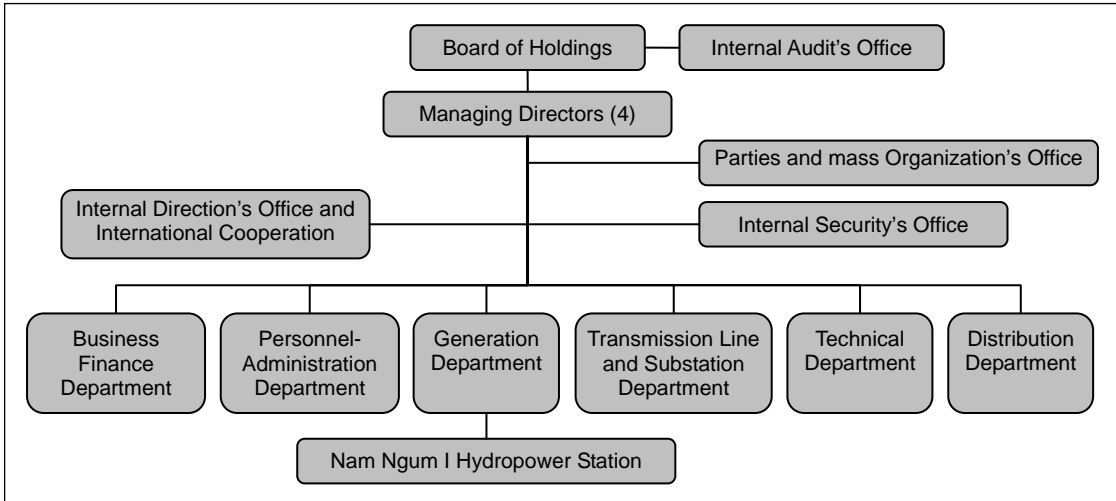 Board of Holdings
Internal Audit's Office
Managing Directors (4)
Parties and mass Organization's Office
Internal Direction's Office and
International Cooperation
Internal Security's Office
Business
Finance
Department
Personnel-
Administration
Department
Generation
Department
Transmission Line
and Substation
Department
Technical
Department
Distribution
Department
Nam Ngum I Hydropower Station